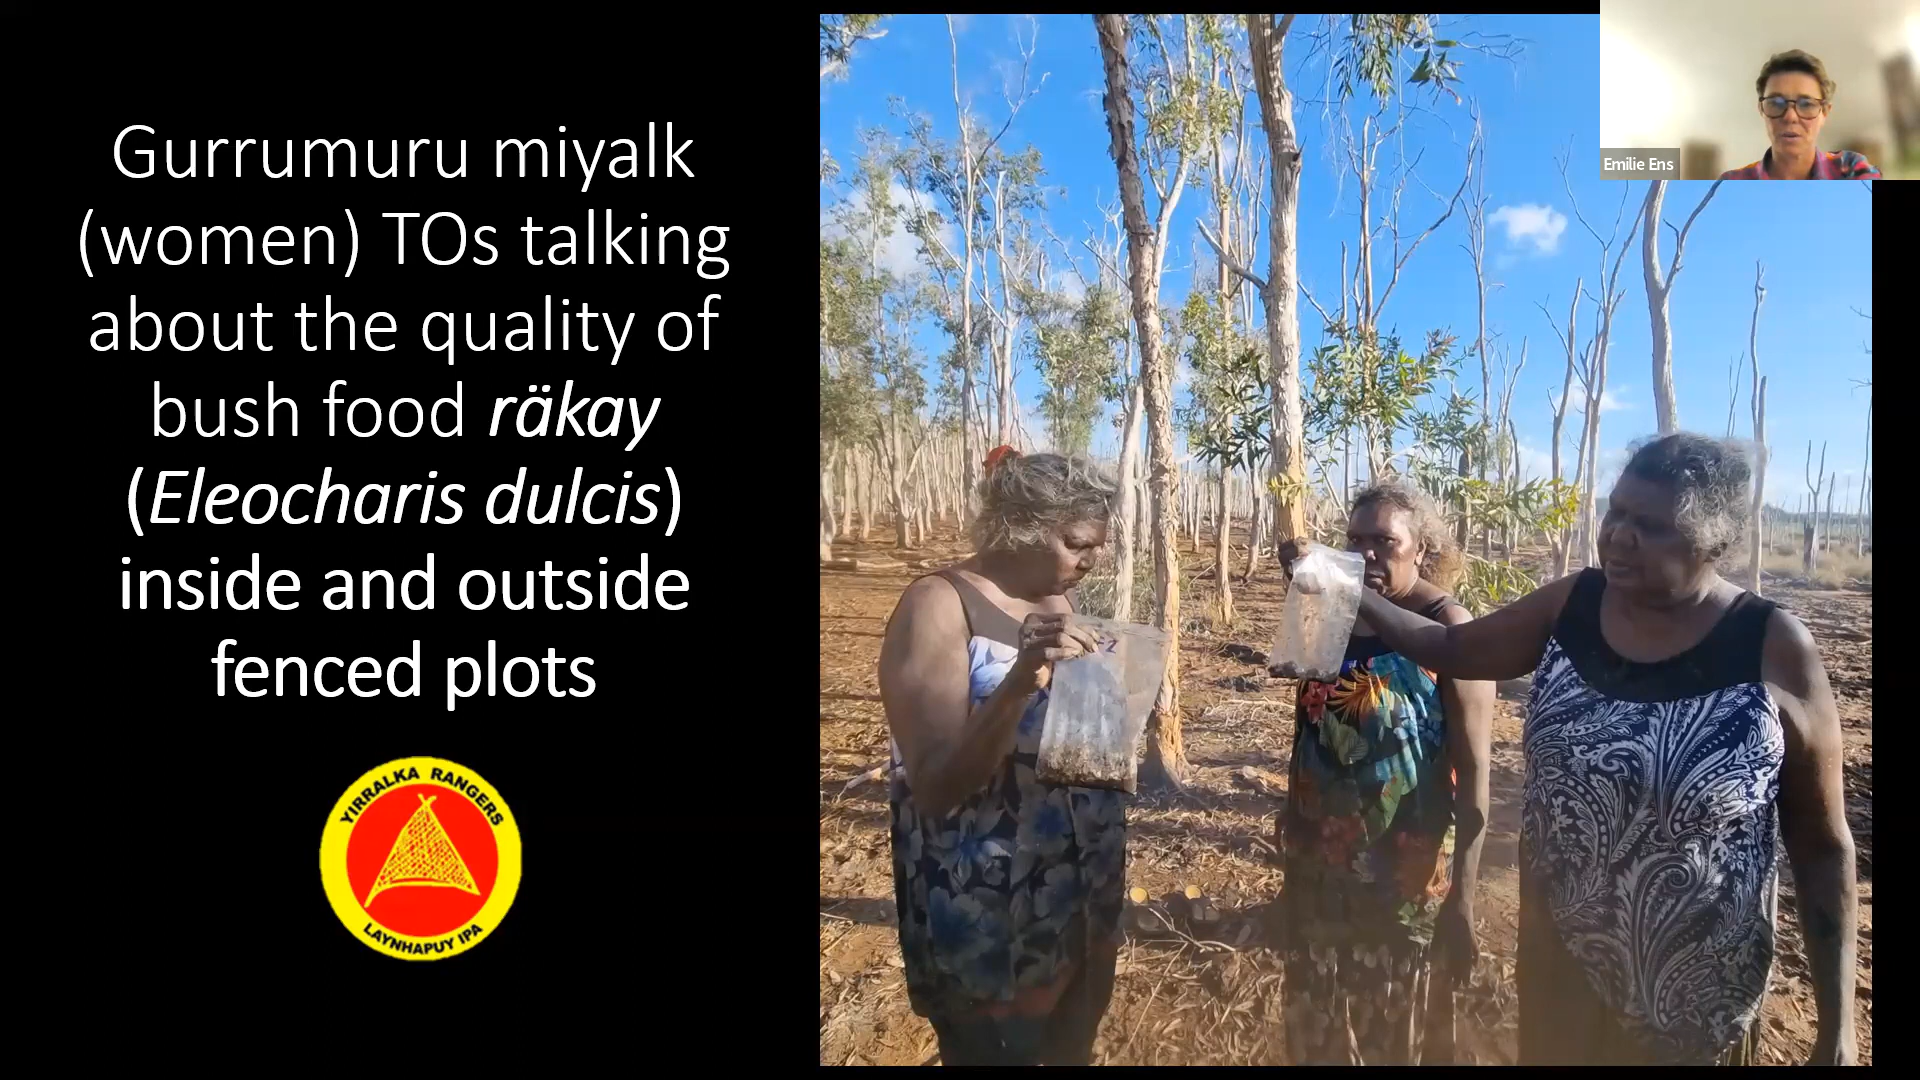 Gurrumuru miyalk
(women) TOs talking
about the quality of
bush food räkay
(Eleocharis dulcis)
inside and outside
fenced plots
YIRRALKA RANGERS
LAYNHAPUY IPA
Emilie Ens